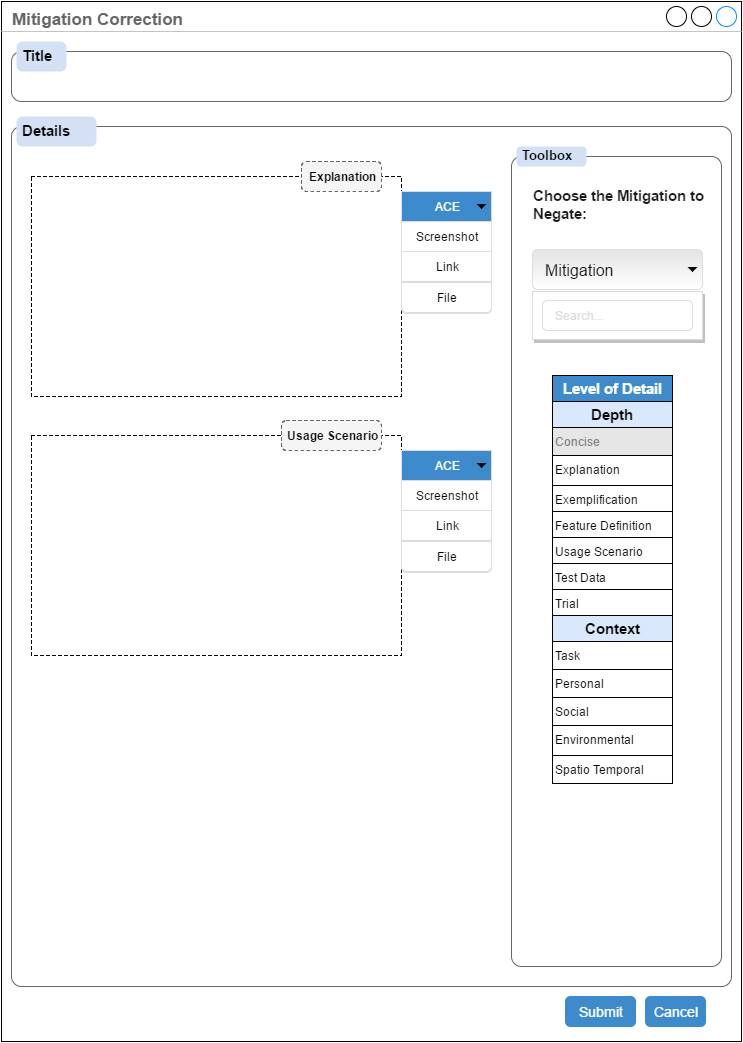 Mitigation Correction
Title
Details
Explanation
ACE
Screenshot
Link
File
Usage Scenario
ACE
Screenshot
Link
File
Toolbox
Choose the Mitigation to
Negate:
Mitigation
Search...
Level of Detail
Depth
Concise
Explanation
Exemplification
Feature Definition
Usage Scenario
Test Data
Trial
Context
Task
Personal
Social
Environmental
Spatio Temporal
Submit
Cancel